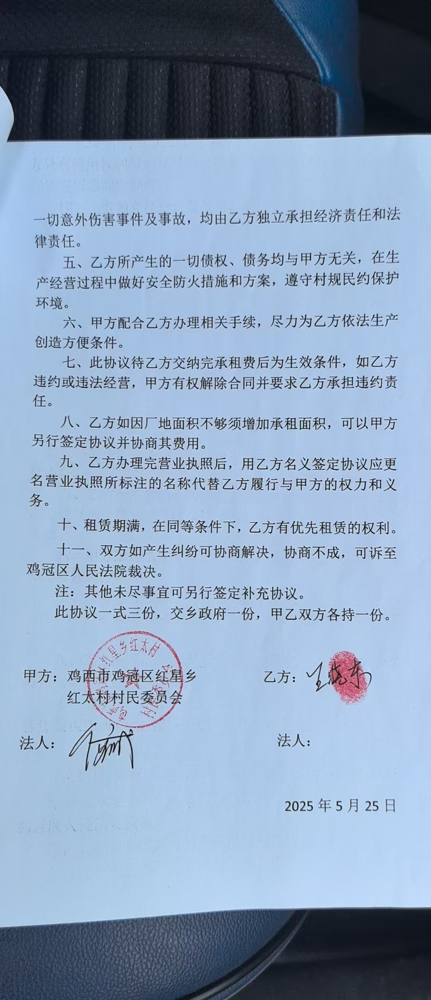 一切意外伤害事件及事故，均由乙方独立承担经济责任和法
律责任。
五、乙方所产生的一切债权、债务均与甲方无关，在生
产经营过程中做好安全防火措施和方案，遵守村规民约保护
环境。
六、甲方配合乙方办理相关手续，尽力为乙方依法生产
创造方便条件。
七、此协议待乙方交纳完承租费后为生效条件，如乙方
违约或违法经营，甲方有权解除合同并要求乙方承担违约责
任。
八、乙方如因厂地面积不够须增加承租面积，可以甲方
另行签定协议并协商其费用。
九、乙方办理完营业执照后，用乙方名义签定协议应更
名营业执照所标注的名称代替乙方履行与甲方的权力和义
务。
十、租赁期满，在同等条件下，乙方有优先租赁的权利。
十一、双方如产生纠纷可协商解决，协商不成，可诉至
鸡冠区人民法院裁决。
注：其他未尽事宜可另行签定补充协议。
此协议一式三份，交乡政府一份，甲乙双方各持一份。
甲方：鸡西市鸡冠区红星乡 乙方：王晓东
红太村村民委员会
红星乡红太村
法人： 法人：
2025 年 5 月 25 日